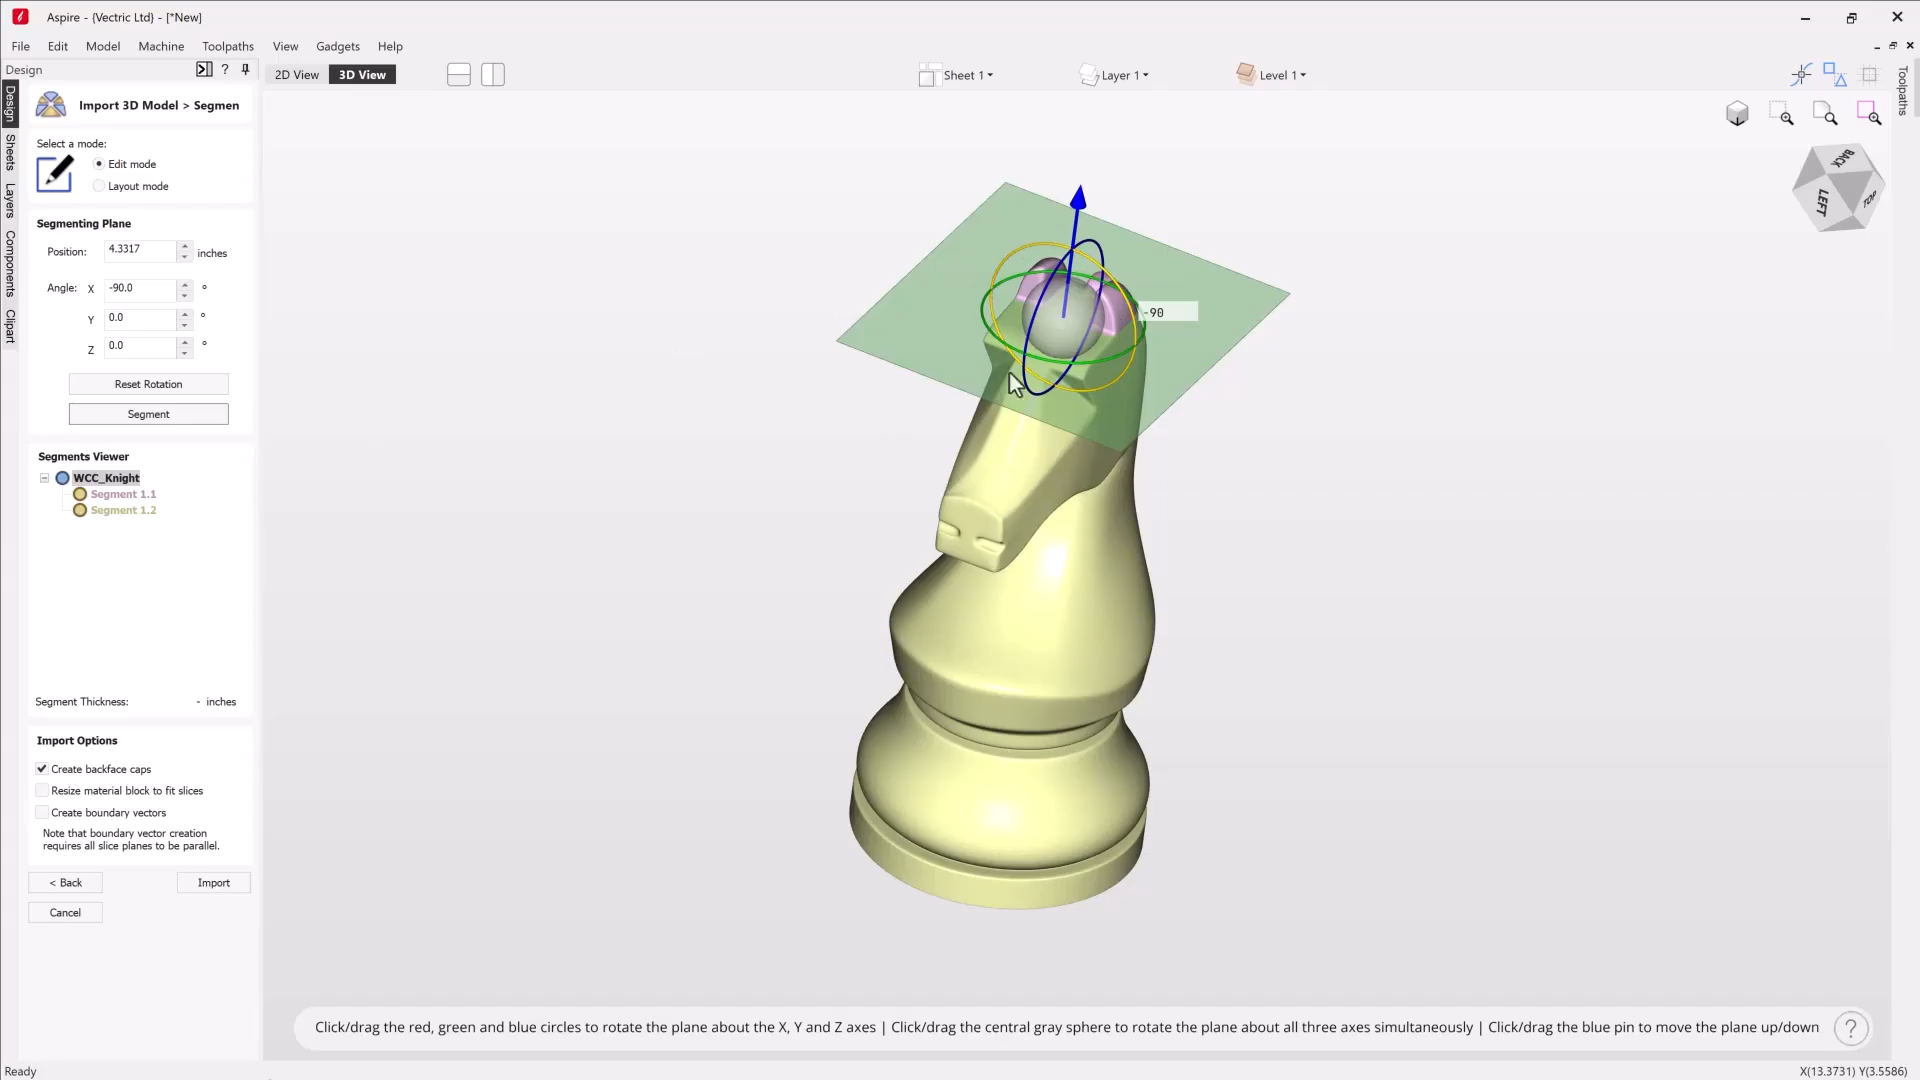 Aspire - {Vectric Ltd} - [*New]
File Edit Model Machine Toolpaths View Gadgets Help
Design
2D View 3D View Sheet 1 Layer 1 Level 1
Toolpaths
Design
Sheets
Layers
Components
Clipart
Import 3D Model > Segmen
Select a mode:
Edit mode
Layout mode
Segmenting Plane
Position: 4.3317 inches
Angle: X -90.0 °
Y 0.0 °
Z 0.0 °
Reset Rotation
Segment
Segments Viewer
WCC_Knight
Segment 1.1
Segment 1.2
Segment Thickness: - inches
Import Options
Create backface caps
Resize material block to fit slices
Create boundary vectors
Note that boundary vector creation
requires all slice planes to be parallel.
< Back Import
Cancel
BACK
LEFT
TOP
-90
Click/drag the red, green and blue circles to rotate the plane about the X, Y and Z axes | Click/drag the central gray sphere to rotate the plane about all three axes simultaneously | Click/drag the blue pin to move the plane up/down
?
Ready X(13.3731) Y(3.5586)